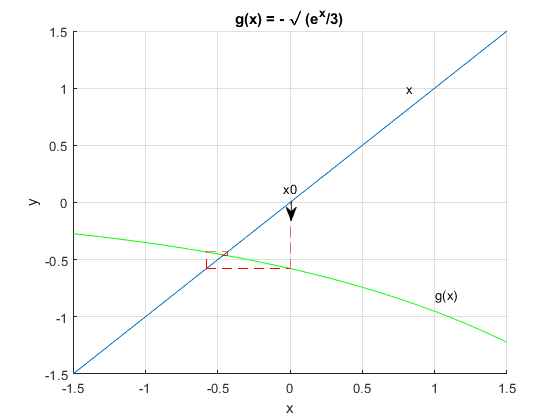 g(x) = - √ (e^x/3)
1.5
1
0.5
0
-0.5
-1
-1.5
y
x
x0
g(x)
-1.5 -1 -0.5 0 0.5 1 1.5
x